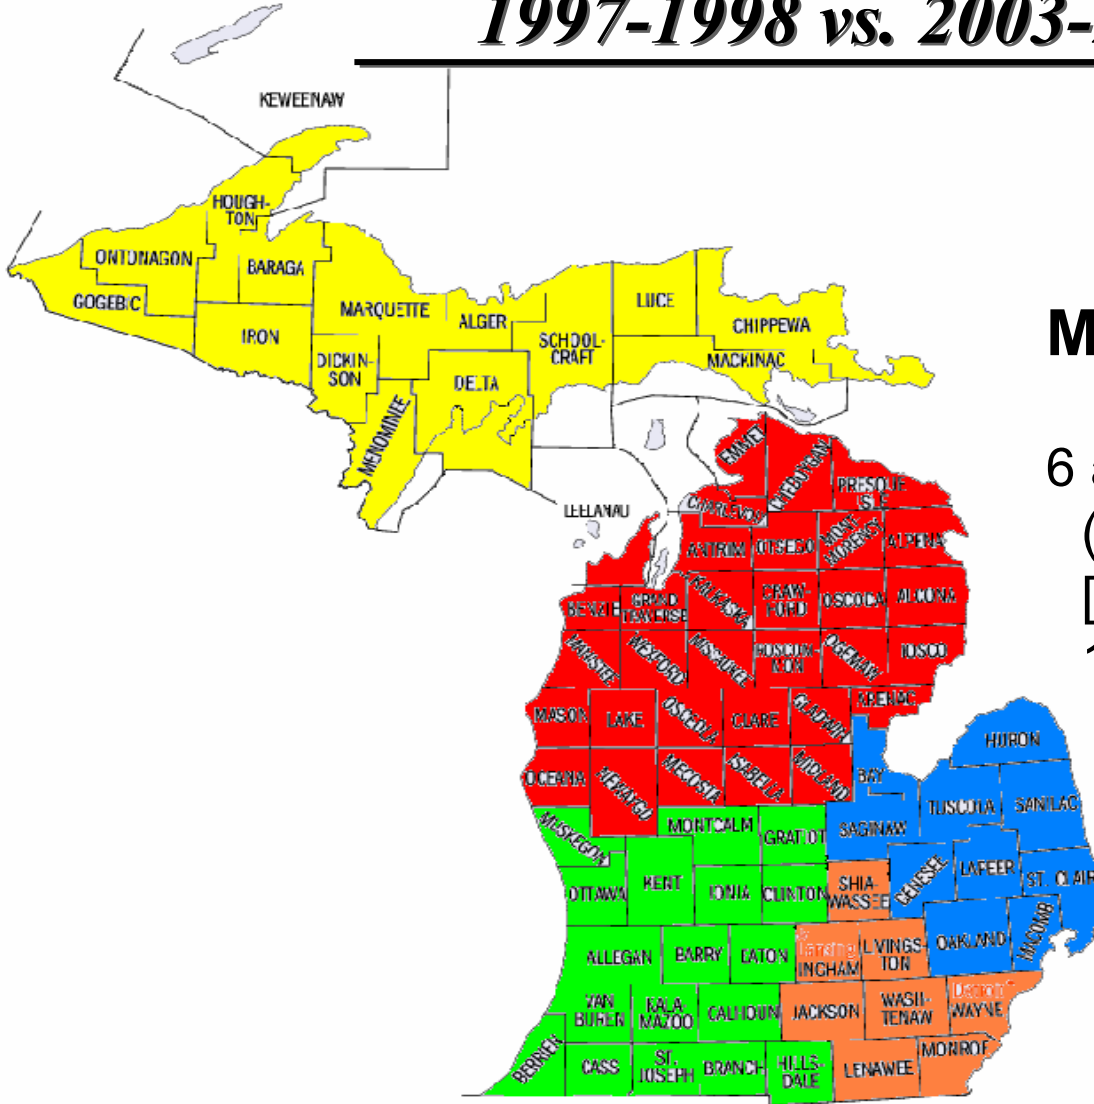 1997-1998 vs. 2003-
KEWEENAW
HOUGH-
TON
ONTONAGON
BARAGA
GOGEBIC
MARQUETTE
ALGER
LUCE
CHIPPEWA
IRON
SCHOOL-
CRAFT
MACKINAC
DICKIN-
SON
DELTA
MENOMINEE
M
6 a
(
LEELANAU
EMMET
CHEBOYGAN
PRESQUE
ISLE
CHARLEVOIX
ANTRIM
OTSEGO
MONT-
MORENCY
ALPENA
BENZIE
GRAND
TRAVERSE
KALKASKA
CRAW-
FORD
OSCODA
ALCONA
MANISTEE
WEXFORD
MISSAUKEE
ROSCOM-
MON
OGEMAW
IOSCO
MASON
LAKE
OSCEOLA
CLARE
GLADWIN
ARENAC
OCEANA
NEWAYGO
MECOSTA
ISABELLA
MIDLAND
BAY
HURON
MUSKEGON
MONTCALM
GRATIOT
SAGINAW
TUSCOLA
SANILAC
OTTAWA
KENT
IONIA
CLINTON
SHIA-
WASSEE
GENESEE
LAPEER
ST. CLAIR
ALLEGAN
BARRY
EATON
Lansing
INGHAM
LIVINGS-
TON
OAKLAND
MACOMB
VAN
BUREN
KALA
MAZOO
CALHOUN
JACKSON
WASH-
TENAW
Detroit
WAYNE
BERRIEN
CASS
ST.
JOSEPH
BRANCH
HILLS-
DALE
LENAWEE
MONROE